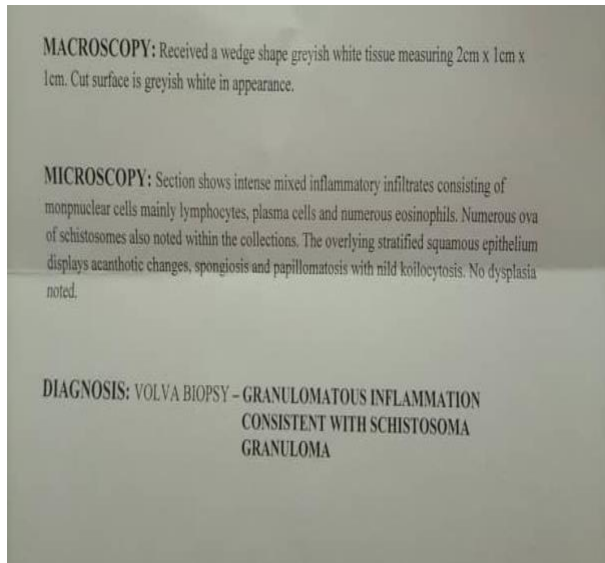 MACROSCOPY: Received a wedge shape greyish white tissue measuring 2cm x 1cm x
1cm. Cut surface is greyish white in appearance.
MICROSCOPY: Section shows intense mixed inflammatory infiltrates consisting of
monpnuclear cells mainly lymphocytes, plasma cells and numerous eosinophils. Numerous ova
of schistosomes also noted within the collections. The overlying stratified squamous epithelium
displays acanthotic changes, spongiosis and papillomatosis with nild koilocytosis. No dysplasia
noted.
DIAGNOSIS: VOLVA BIOPSY – GRANULOMATOUS INFLAMMATION
CONSISTENT WITH SCHISTOSOMA
GRANULOMA